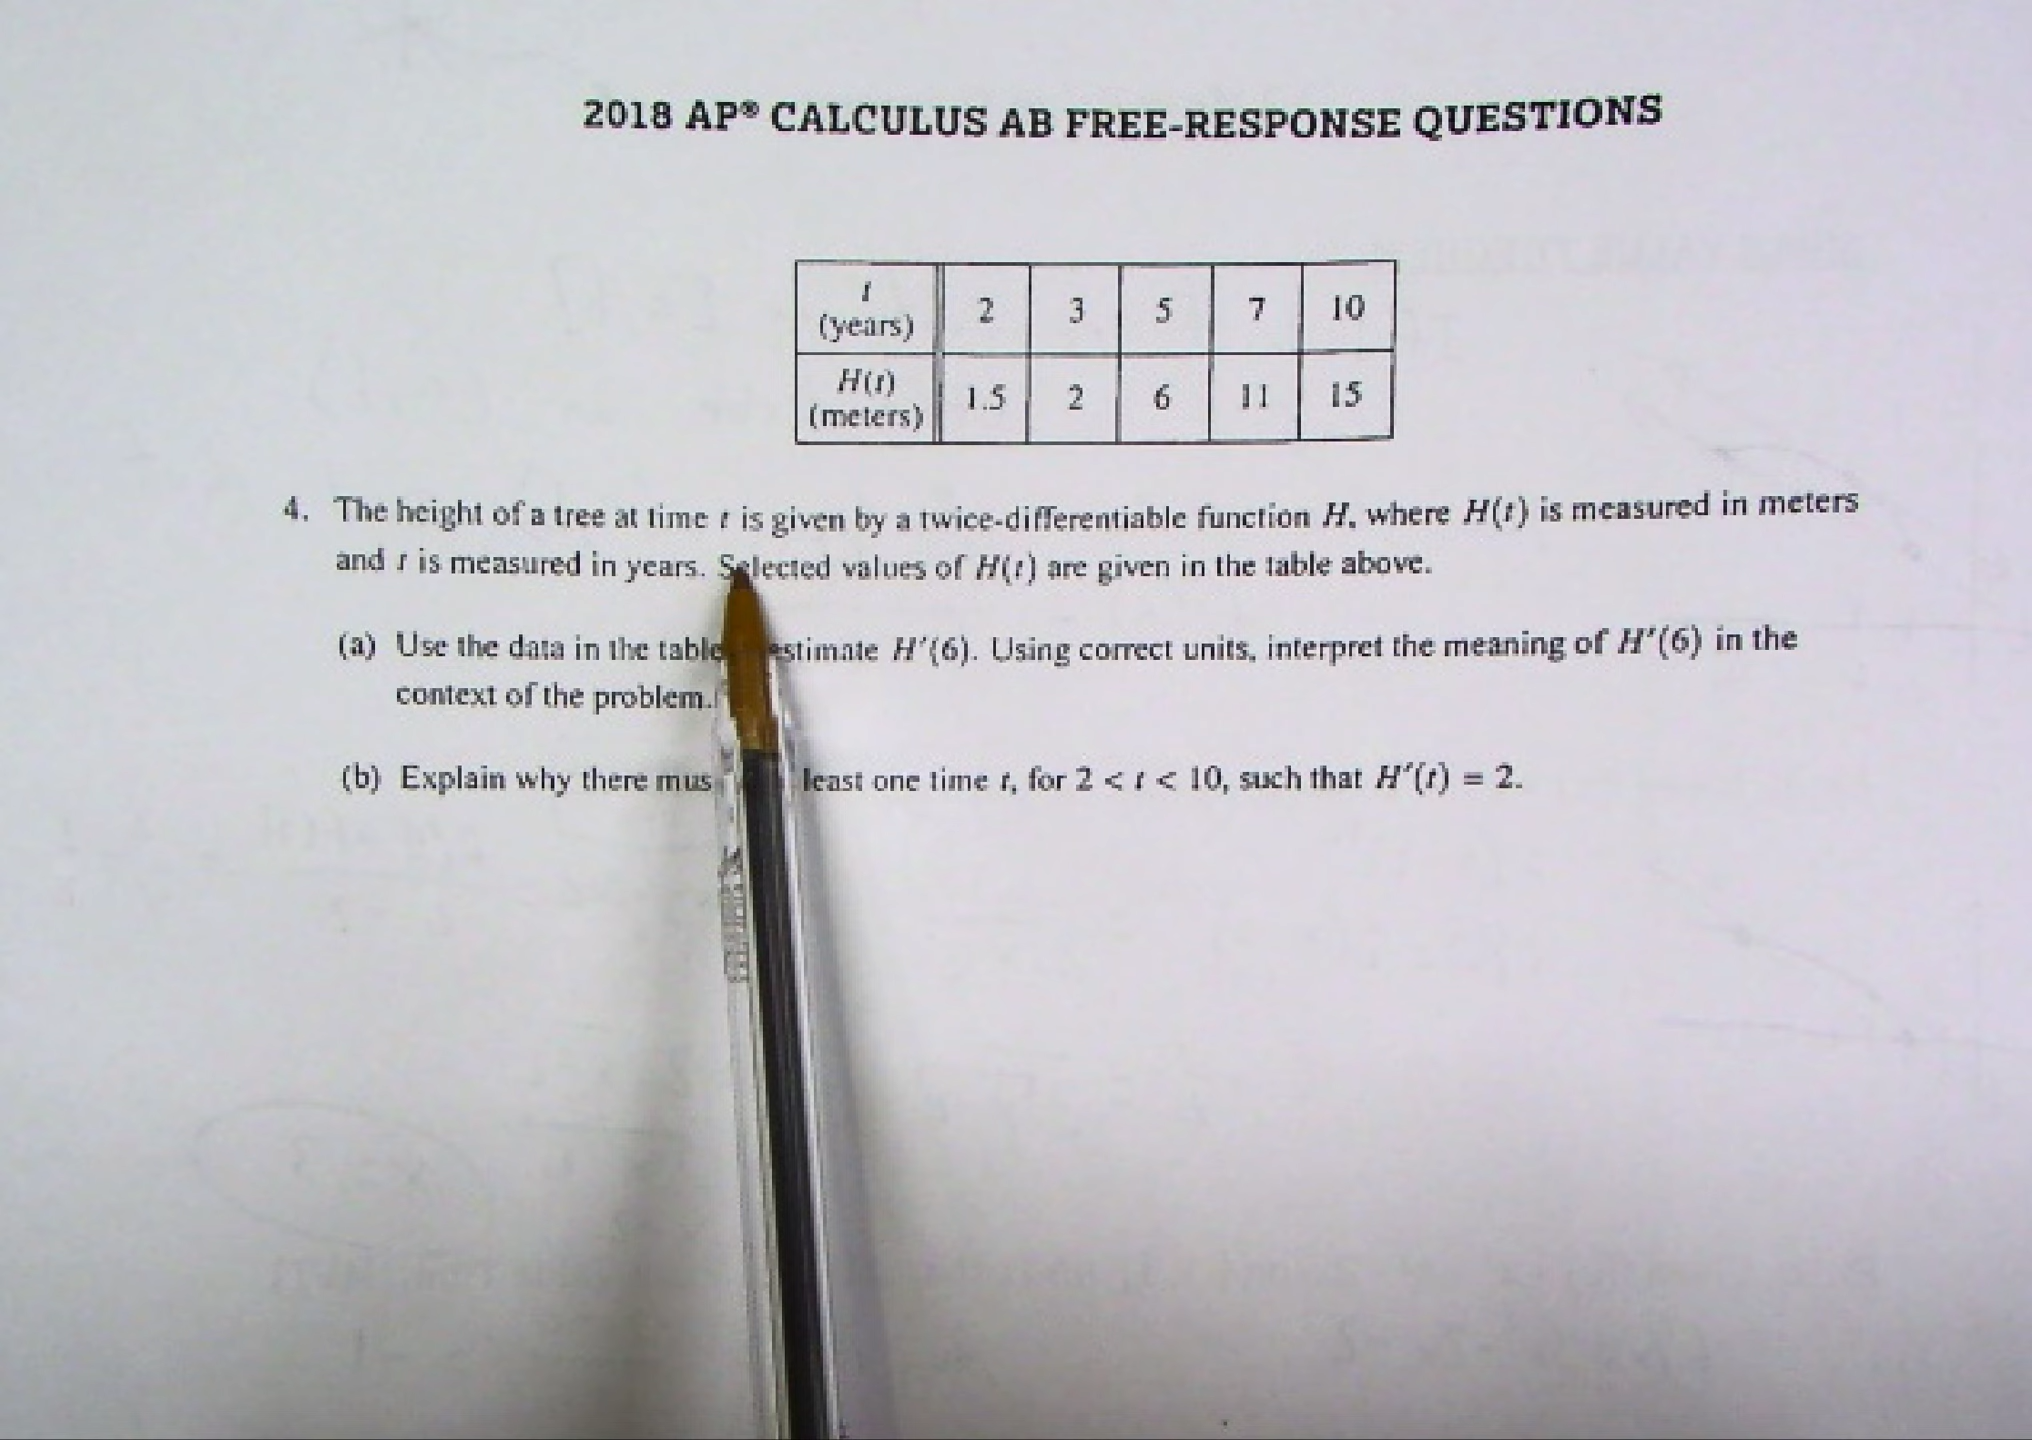 2018 AP® CALCULUS AB FREE-RESPONSE QUESTIONS
t (years) 2 3 5 7 10
H(t) (meters) 1.5 2 6 11 15
4. The height of a tree at time t is given by a twice-differentiable function H, where H(t) is measured in meters
and t is measured in years. Selected values of H(t) are given in the table above.
(a) Use the data in the table estimate H′(6). Using correct units, interpret the meaning of H′(6) in the
context of the problem.
(b) Explain why there least one time t, for 2 < t < 10, such that H′(t) = 2.